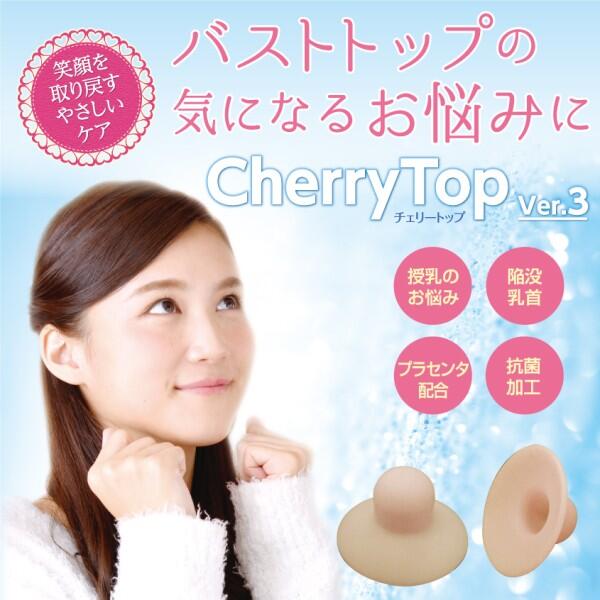 笑顔を
取り戻す
やさしい
ケア
バストトップの
気になるお悩みに
CherryTop Ver.3
チェリートップ
授乳の
お悩み
陥没
乳首
プラセンタ
配合
抗菌
加工